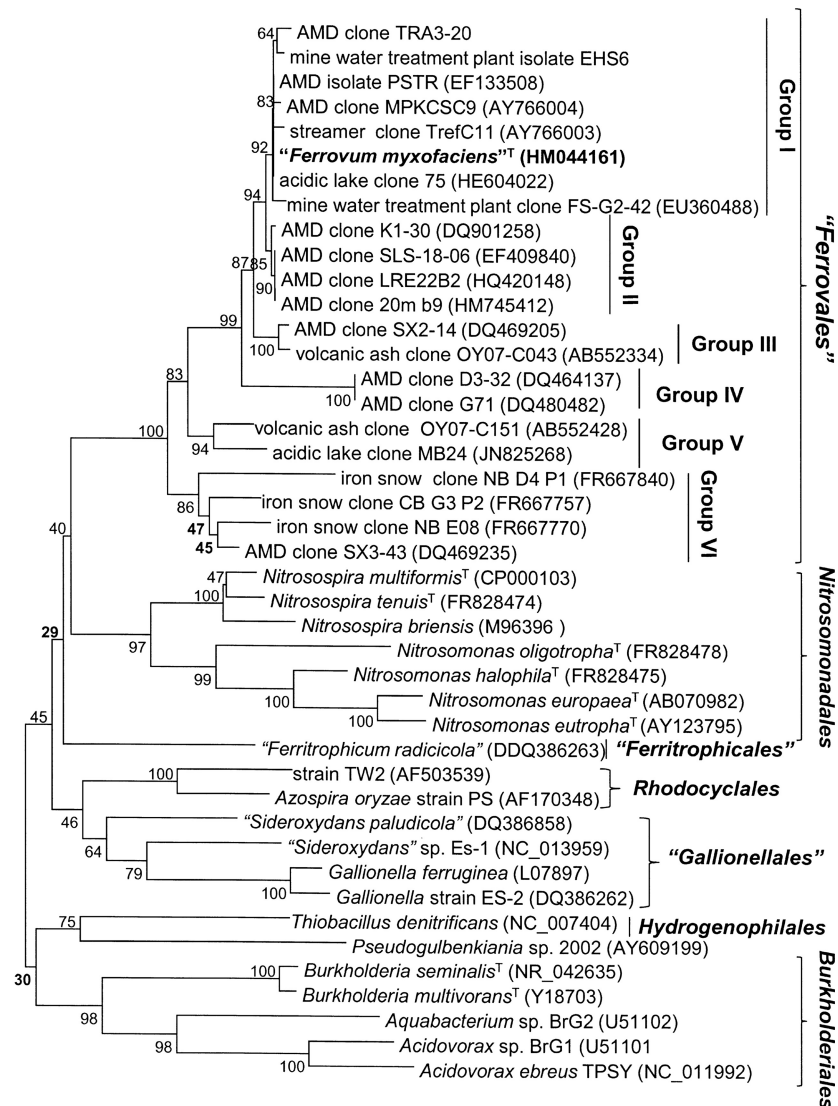 64
AMD clone TRA3-20
mine water treatment plant isolate EHS6
AMD isolate PSTR (EF133508)
83
AMD clone MPKCSC9 (AY766004)
streamer clone TrefC11 (AY766003)
92
“Ferrovum myxofaciens”T (HM044161)
acidic lake clone 75 (HE604022)
94
mine water treatment plant clone FS-G2-42 (EU360488)
Group I
AMD clone K1-30 (DQ901258)
AMD clone SLS-18-06 (EF409840)
87
85
AMD clone LRE22B2 (HQ420148)
90
AMD clone 20m b9 (HM745412)
Group II
99
AMD clone SX2-14 (DQ469205)
100
volcanic ash clone OY07-C043 (AB552334)
Group III
AMD clone D3-32 (DQ464137)
83
100
AMD clone G71 (DQ480482)
Group IV
100
volcanic ash clone OY07-C151 (AB552428)
94
acidic lake clone MB24 (JN825268)
Group V
iron snow clone NB D4 P1 (FR667840)
86
iron snow clone CB G3 P2 (FR667757)
47
iron snow clone NB E08 (FR667770)
45
AMD clone SX3-43 (DQ469235)
Group VI
“Ferrovales”
40
47
Nitrosospira multiformisT (CP000103)
100
Nitrosospira tenuisT (FR828474)
Nitrosospira briensis (M96396 )
29
97
Nitrosomonas oligotrophaT (FR828478)
99
Nitrosomonas halophilaT (FR828475)
100
Nitrosomonas europaeaT (AB070982)
100
Nitrosomonas eutrophaT (AY123795)
Nitrosomonadales
45
“Ferritrophicum radicicola” (DDQ386263)
“Ferritrophicales”
100
strain TW2 (AF503539)
Azospira oryzae strain PS (AF170348)
Rhodocyclales
46
“Sideroxydans paludicola” (DQ386858)
64
“Sideroxydans” sp. Es-1 (NC_013959)
79
Gallionella ferruginea (L07897)
100
Gallionella strain ES-2 (DQ386262)
“Gallionellales”
75
Thiobacillus denitrificans (NC_007404)
Hydrogenophilales
Pseudogulbenkiania sp. 2002 (AY609199)
30
100
Burkholderia seminalisT (NR_042635)
Burkholderia multivoransT (Y18703)
98
Aquabacterium sp. BrG2 (U51102)
98
Acidovorax sp. BrG1 (U51101
100
Acidovorax ebreus TPSY (NC_011992)
Burkholderiales